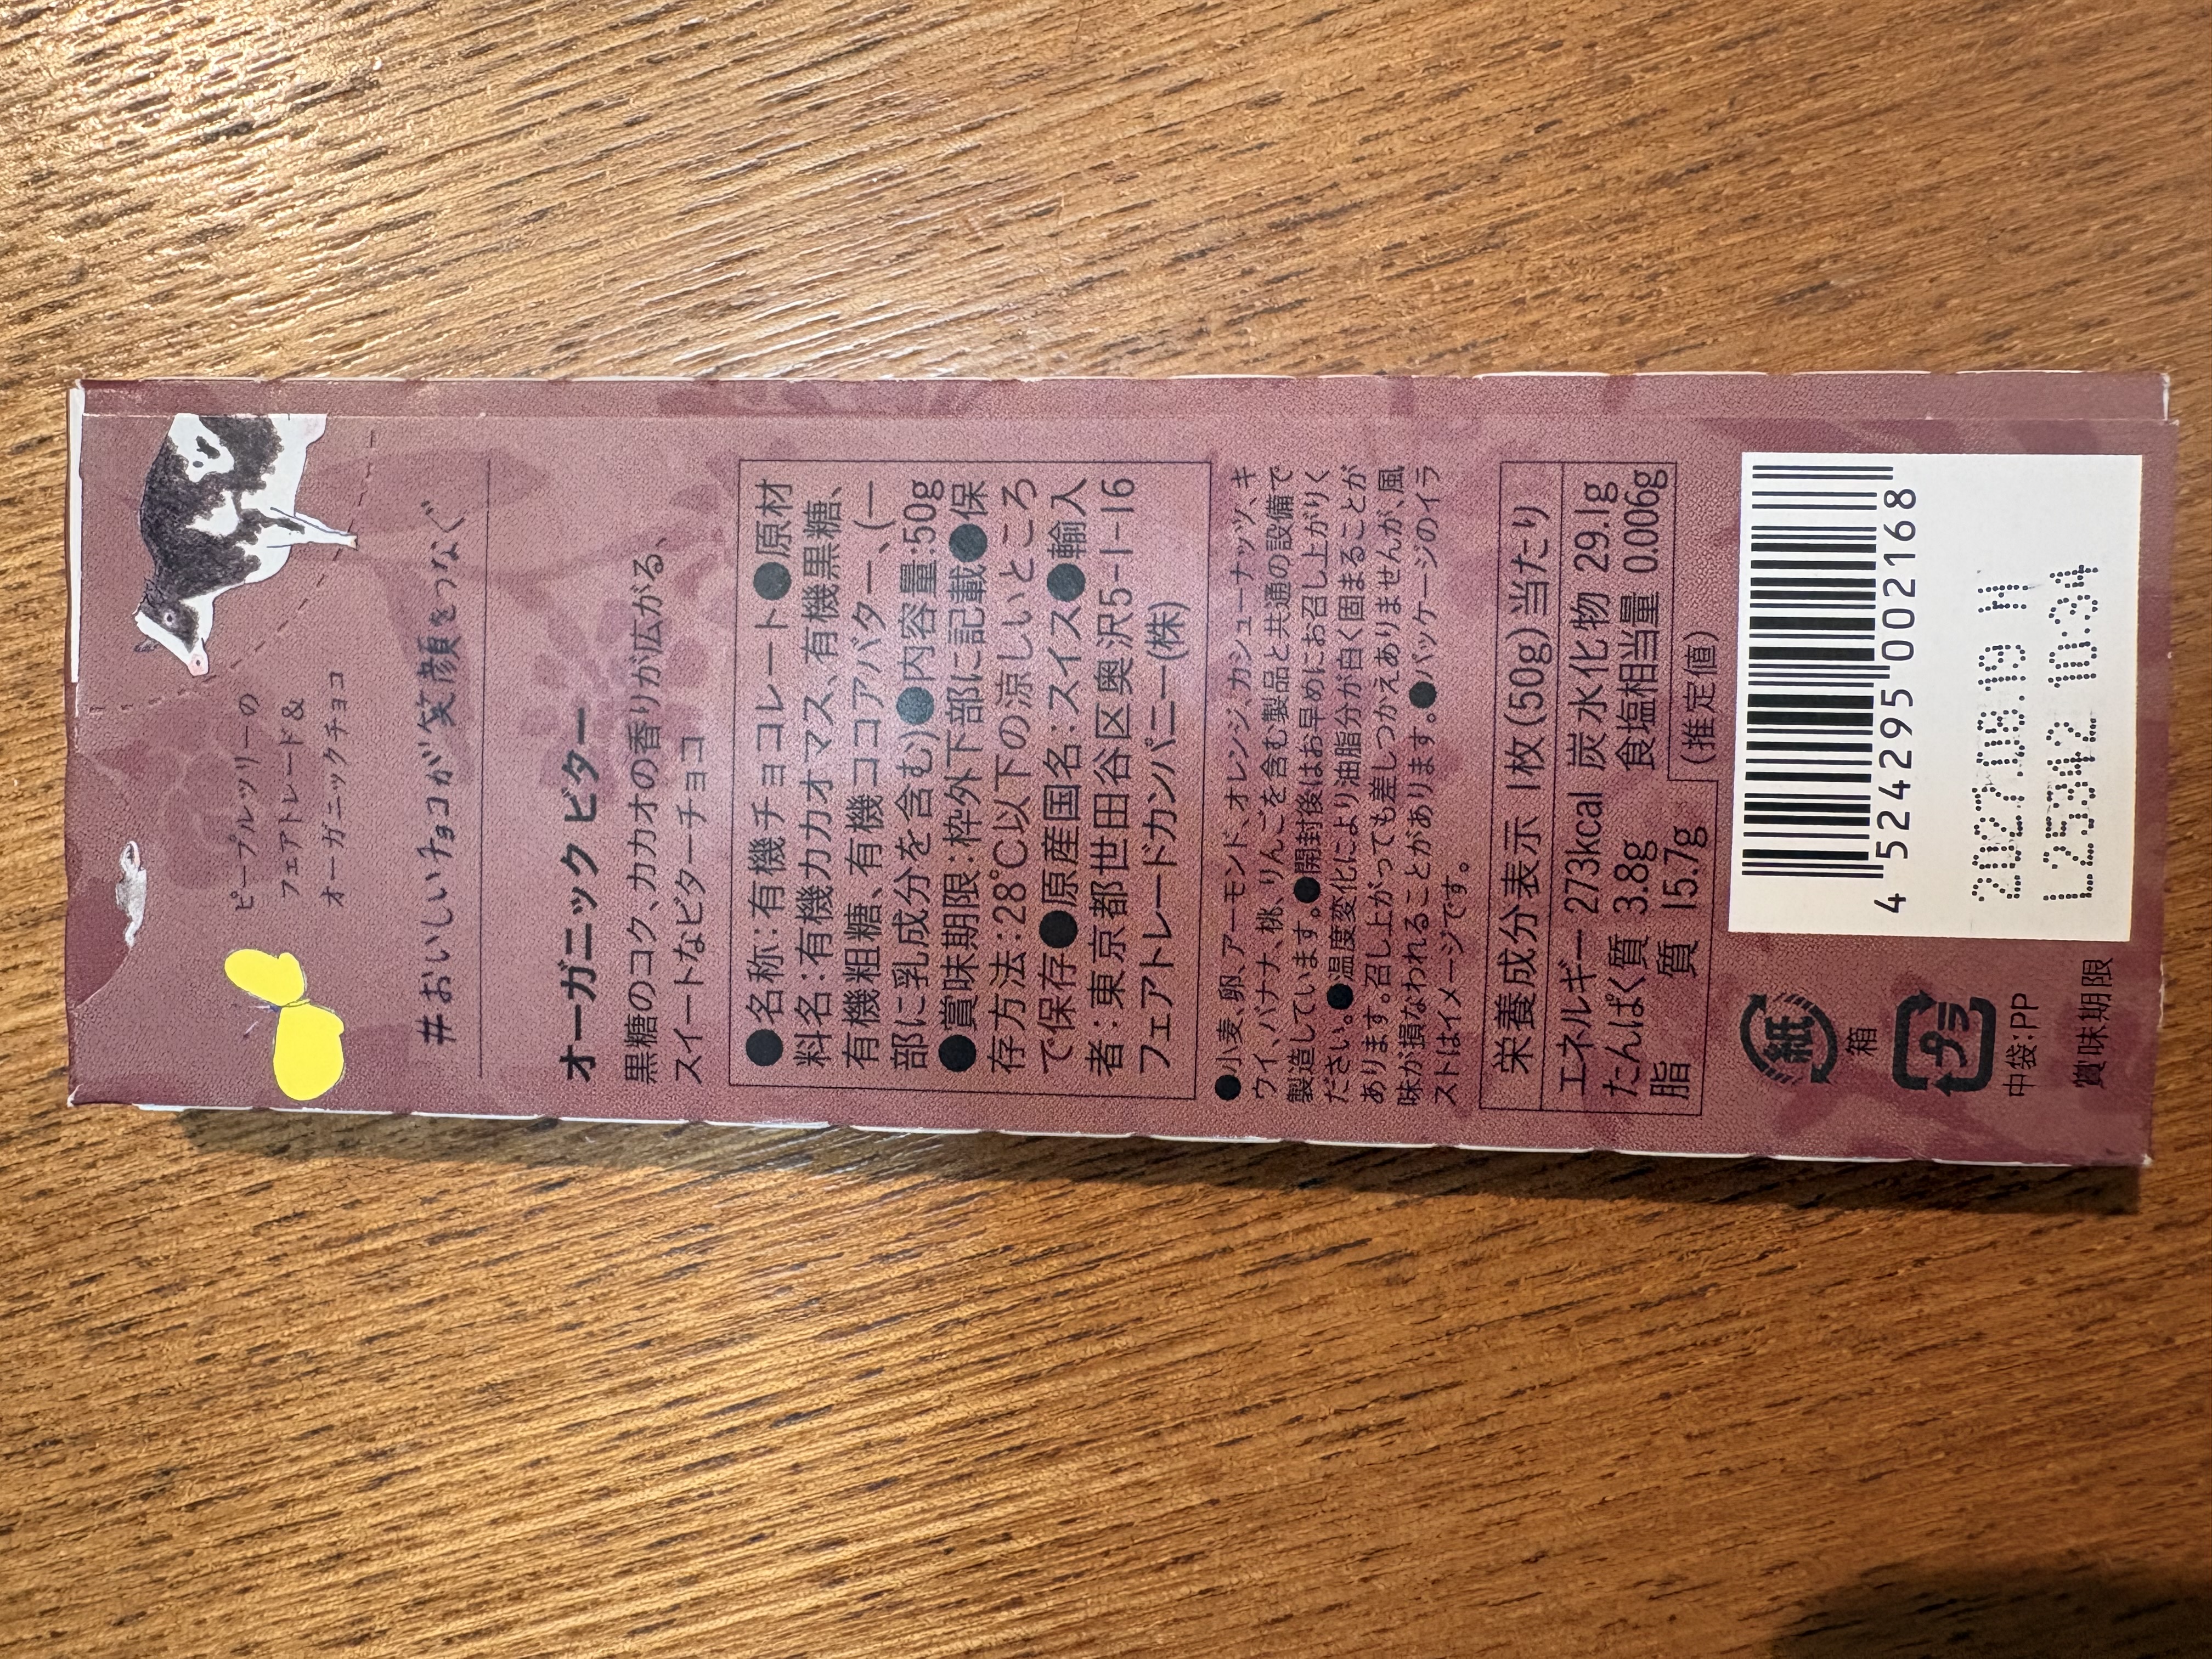 ピープルツリーの
フェアトレード&
オーガニックチョコ
#おいしいチョコが笑顔をつなぐ
オーガニック ビター
黒糖のコク、カカオの香りが広がる、
スイートなビターチョコ
●名称:有機チョコレート●原材
料名:有機カカオマス、有機黒糖、
有機粗糖、有機ココアバター、(一
部に乳成分を含む)●内容量:50g
●賞味期限:枠外下部に記載●保
存方法:28℃以下の涼しいところ
で保存●原産国名:スイス●輸入
者:東京都世田谷区奥沢5-1-16
フェアトレードカンパニー(株)
●小麦、卵、アーモンド、オレンジ、カシューナッツ、キ
ウイ、バナナ、桃、りんごを含む製品と共通の設備で
製造しています。●開封後はお早めにお召し上がりく
ださい。●温度変化により油脂分が白く固まることが
あります。召し上がっても差しつかえありませんが、風
味が損なわれることがあります。●パッケージのイラ
ストはイメージです。
栄養成分表示 1枚(50g)当たり
エネルギー 273kcal 炭水化物 29.1g
たんぱく質 3.8g 食塩相当量 0.006g
脂質 15.7g (推定値)
紙
箱
プラ
中袋:PP
賞味期限
4 524295 002168
2027.08.19 H
L25342 10:34